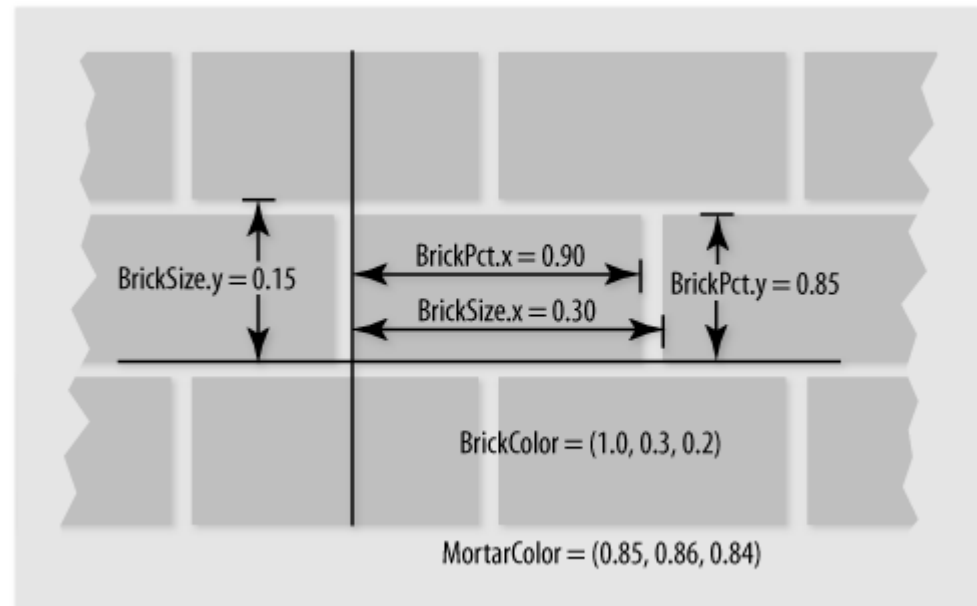 BrickPct.x = 0.90
BrickSize.y = 0.15
BrickPct.y = 0.85
BrickSize.x = 0.30
BrickColor = (1.0, 0.3, 0.2)
MortarColor = (0.85, 0.86, 0.84)